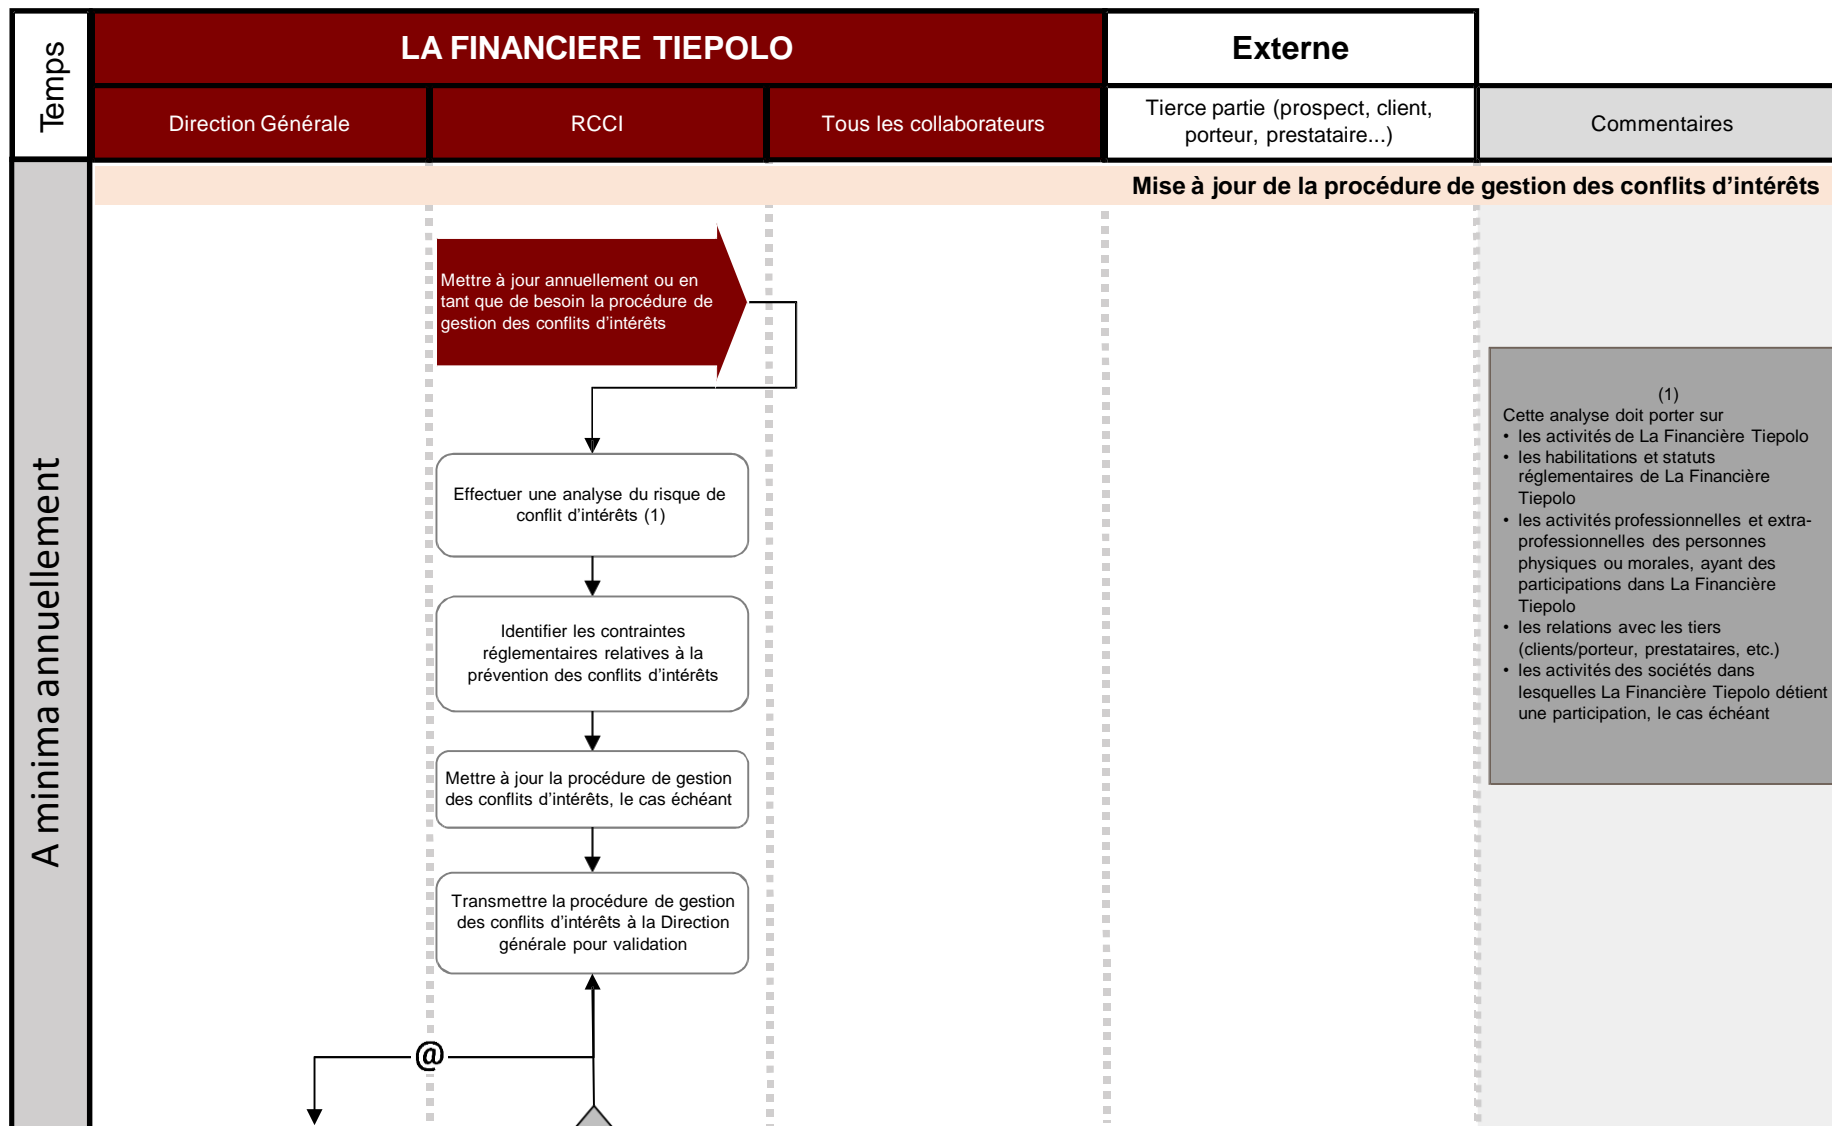 Temps
LA FINANCIERE TIEPOLO
Externe
Direction Générale
RCCI
Tous les collaborateurs
Tierce partie (prospect, client,
porteur, prestataire...)
Commentaires
A minima annuellement
Mise à jour de la procédure de gestion des conflits d’intérêts
Mettre à jour annuellement ou en
tant que de besoin la procédure de
gestion des conflits d’intérêts
Effectuer une analyse du risque de
conflit d’intérêts (1)
Identifier les contraintes
réglementaires relatives à la
prévention des conflits d’intérêts
Mettre à jour la procédure de gestion
des conflits d’intérêts, le cas échéant
Transmettre la procédure de gestion
des conflits d’intérêts à la Direction
générale pour validation
@
(1)
Cette analyse doit porter sur
• les activités de La Financière Tiepolo
• les habilitations et statuts
réglementaires de La Financière
Tiepolo
• les activités professionnelles et extra-
professionnelles des personnes
physiques ou morales, ayant des
participations dans La Financière
Tiepolo
• les relations avec les tiers
(clients/porteur, prestataires, etc.)
• les activités des sociétés dans
lesquelles La Financière Tiepolo détient
une participation, le cas échéant